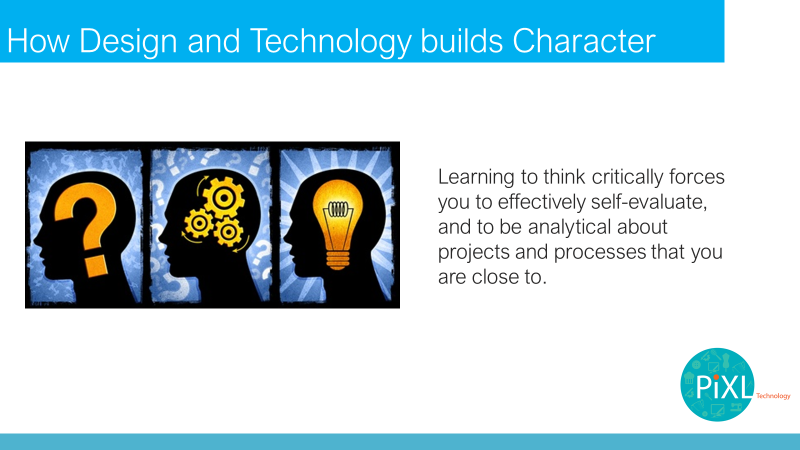 How Design and Technology builds Character
Learning to think critically forces
you to effectively self-evaluate,
and to be analytical about
projects and processes that you
are close to.
PiXL
Technology